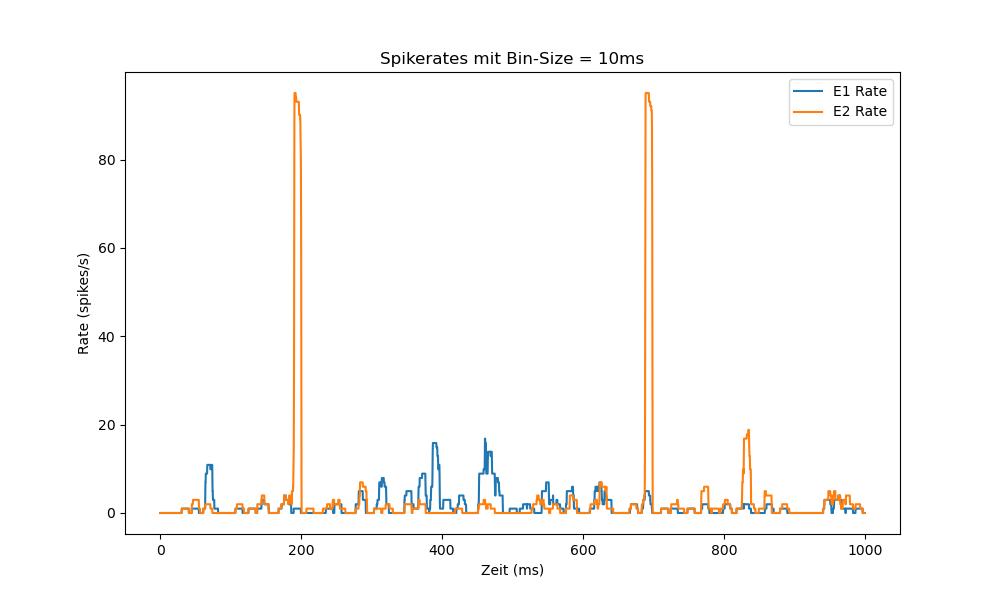 Spikerates mit Bin-Size = 10ms
E1 Rate
E2 Rate
Rate (spikes/s)
80
60
40
20
0
0 200 400 600 800 1000
Zeit (ms)